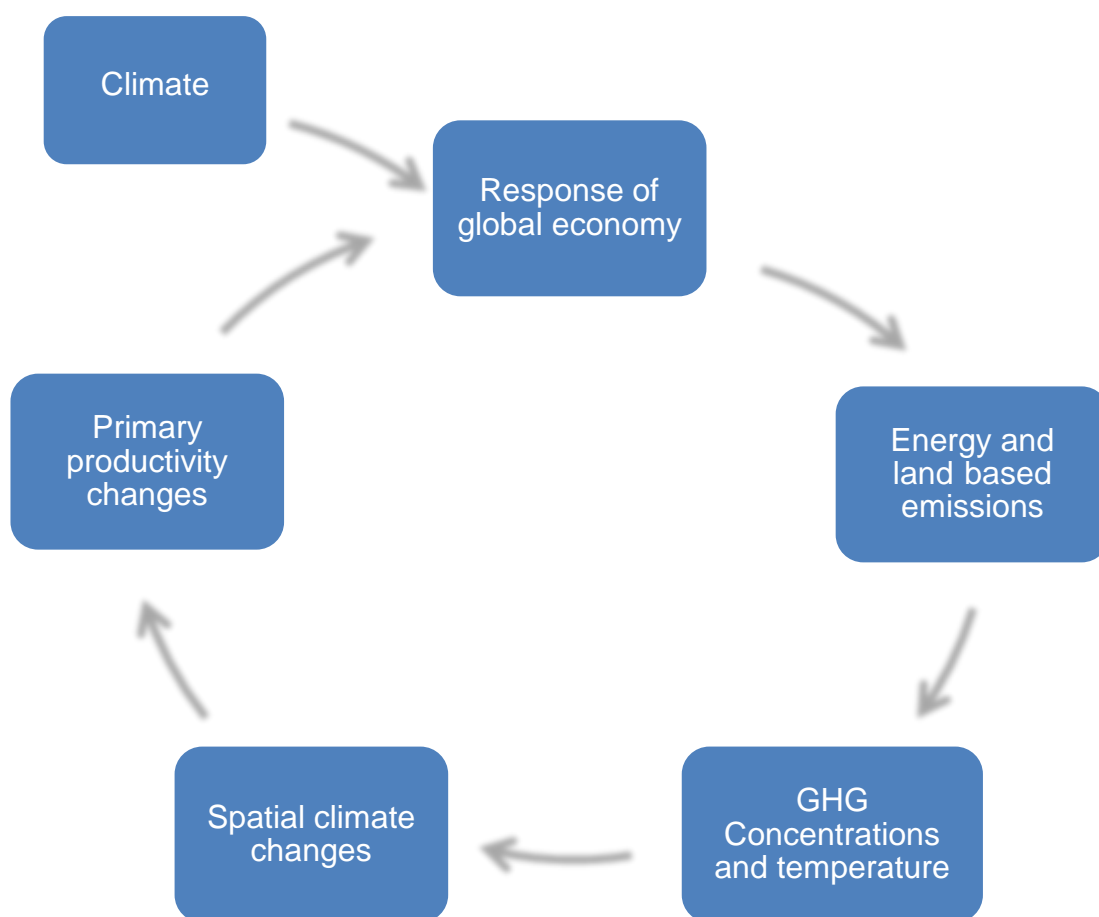 Climate
Response of
global economy
Energy and
land based
emissions
GHG
Concentrations
and temperature
Spatial climate
changes
Primary
productivity
changes